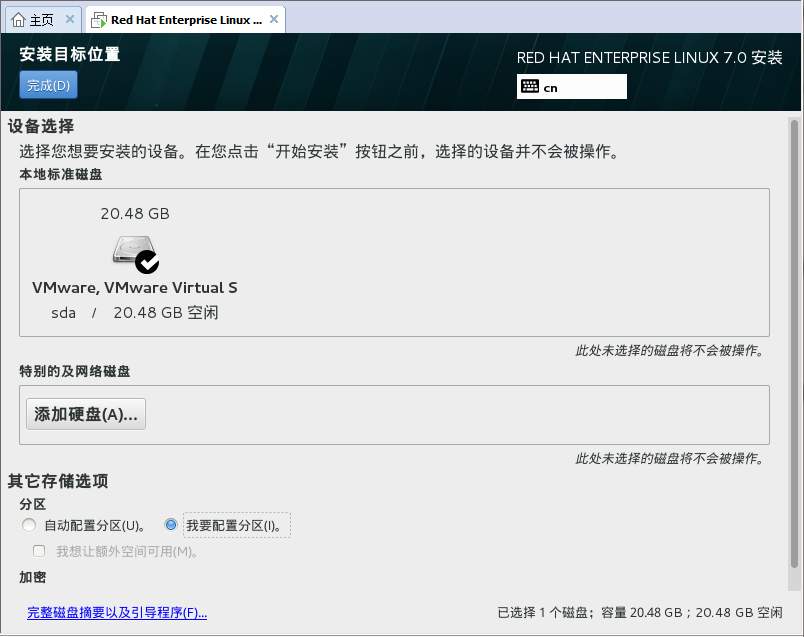 主页
Red Hat Enterprise Linux ...
安装目标位置
RED HAT ENTERPRISE LINUX 7.0 安装
完成(D)
cn
设备选择
选择您想要安装的设备。在您点击“开始安装”按钮之前，选择的设备并不会被操作。
本地标准磁盘
20.48 GB
VMware, VMware Virtual S
sda / 20.48 GB 空闲
此处未选择的磁盘将不会被操作。
特别的及网络磁盘
添加硬盘(A)...
此处未选择的磁盘将不会被操作。
其它存储选项
分区
自动配置分区(U)。 我要配置分区(I)。
我想让额外空间可用(M)。
加密
完整磁盘摘要以及引导程序(F)...
已选择 1 个磁盘；容量 20.48 GB；20.48 GB 空闲